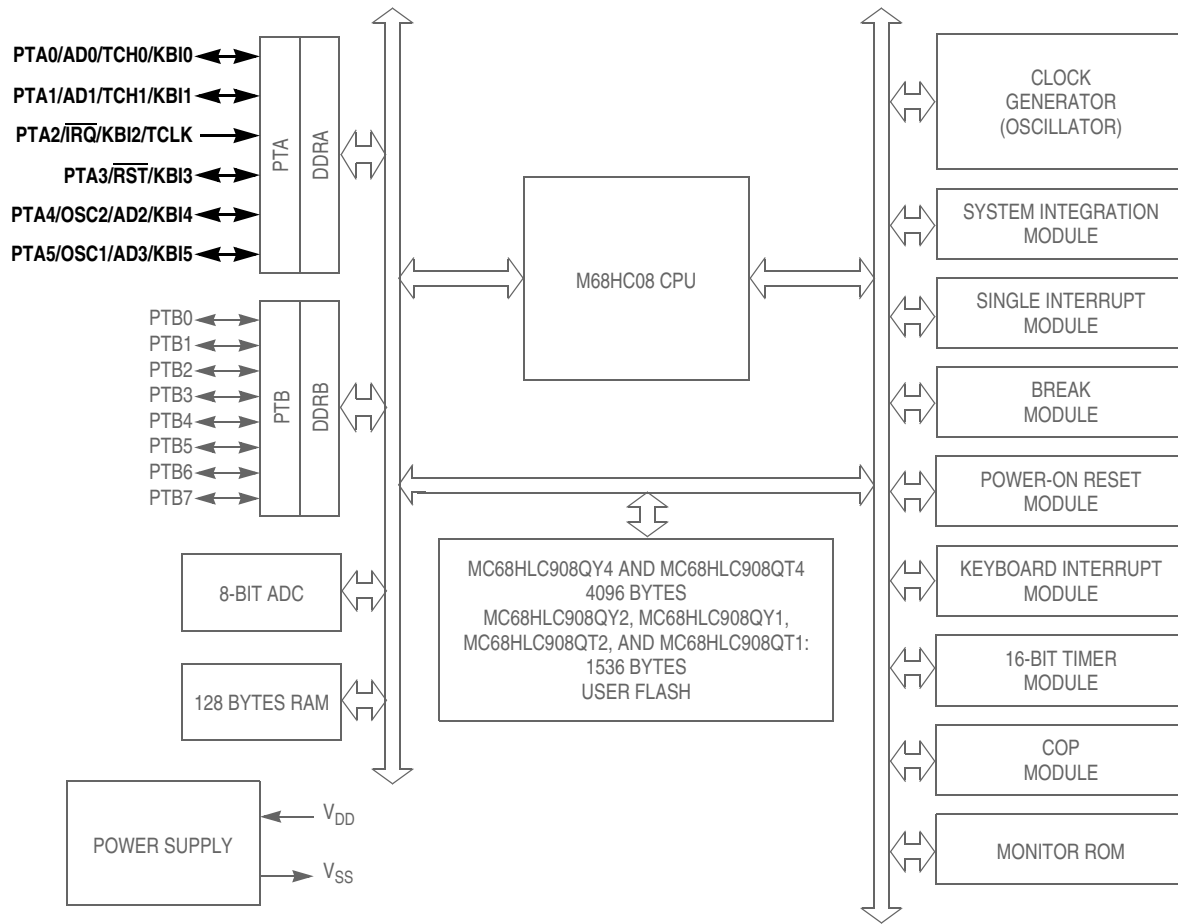 PTA0/AD0/TCH0/KBI0
PTA1/AD1/TCH1/KBI1
PTA2/I̅R̅Q̅/KBI2/TCLK
PTA3/R̅S̅T̅/KBI3
PTA4/OSC2/AD2/KBI4
PTA5/OSC1/AD3/KBI5
PTA
DDRA
PTB0
PTB1
PTB2
PTB3
PTB4
PTB5
PTB6
PTB7
PTB
DDRB
8-BIT ADC
128 BYTES RAM
POWER SUPPLY
VDD
VSS
M68HC08 CPU
MC68HLC908QY4 AND MC68HLC908QT4
4096 BYTES
MC68HLC908QY2, MC68HLC908QY1,
MC68HLC908QT2, AND MC68HLC908QT1:
1536 BYTES
USER FLASH
CLOCK
GENERATOR
(OSCILLATOR)
SYSTEM INTEGRATION
MODULE
SINGLE INTERRUPT
MODULE
BREAK
MODULE
POWER-ON RESET
MODULE
KEYBOARD INTERRUPT
MODULE
16-BIT TIMER
MODULE
COP
MODULE
MONITOR ROM